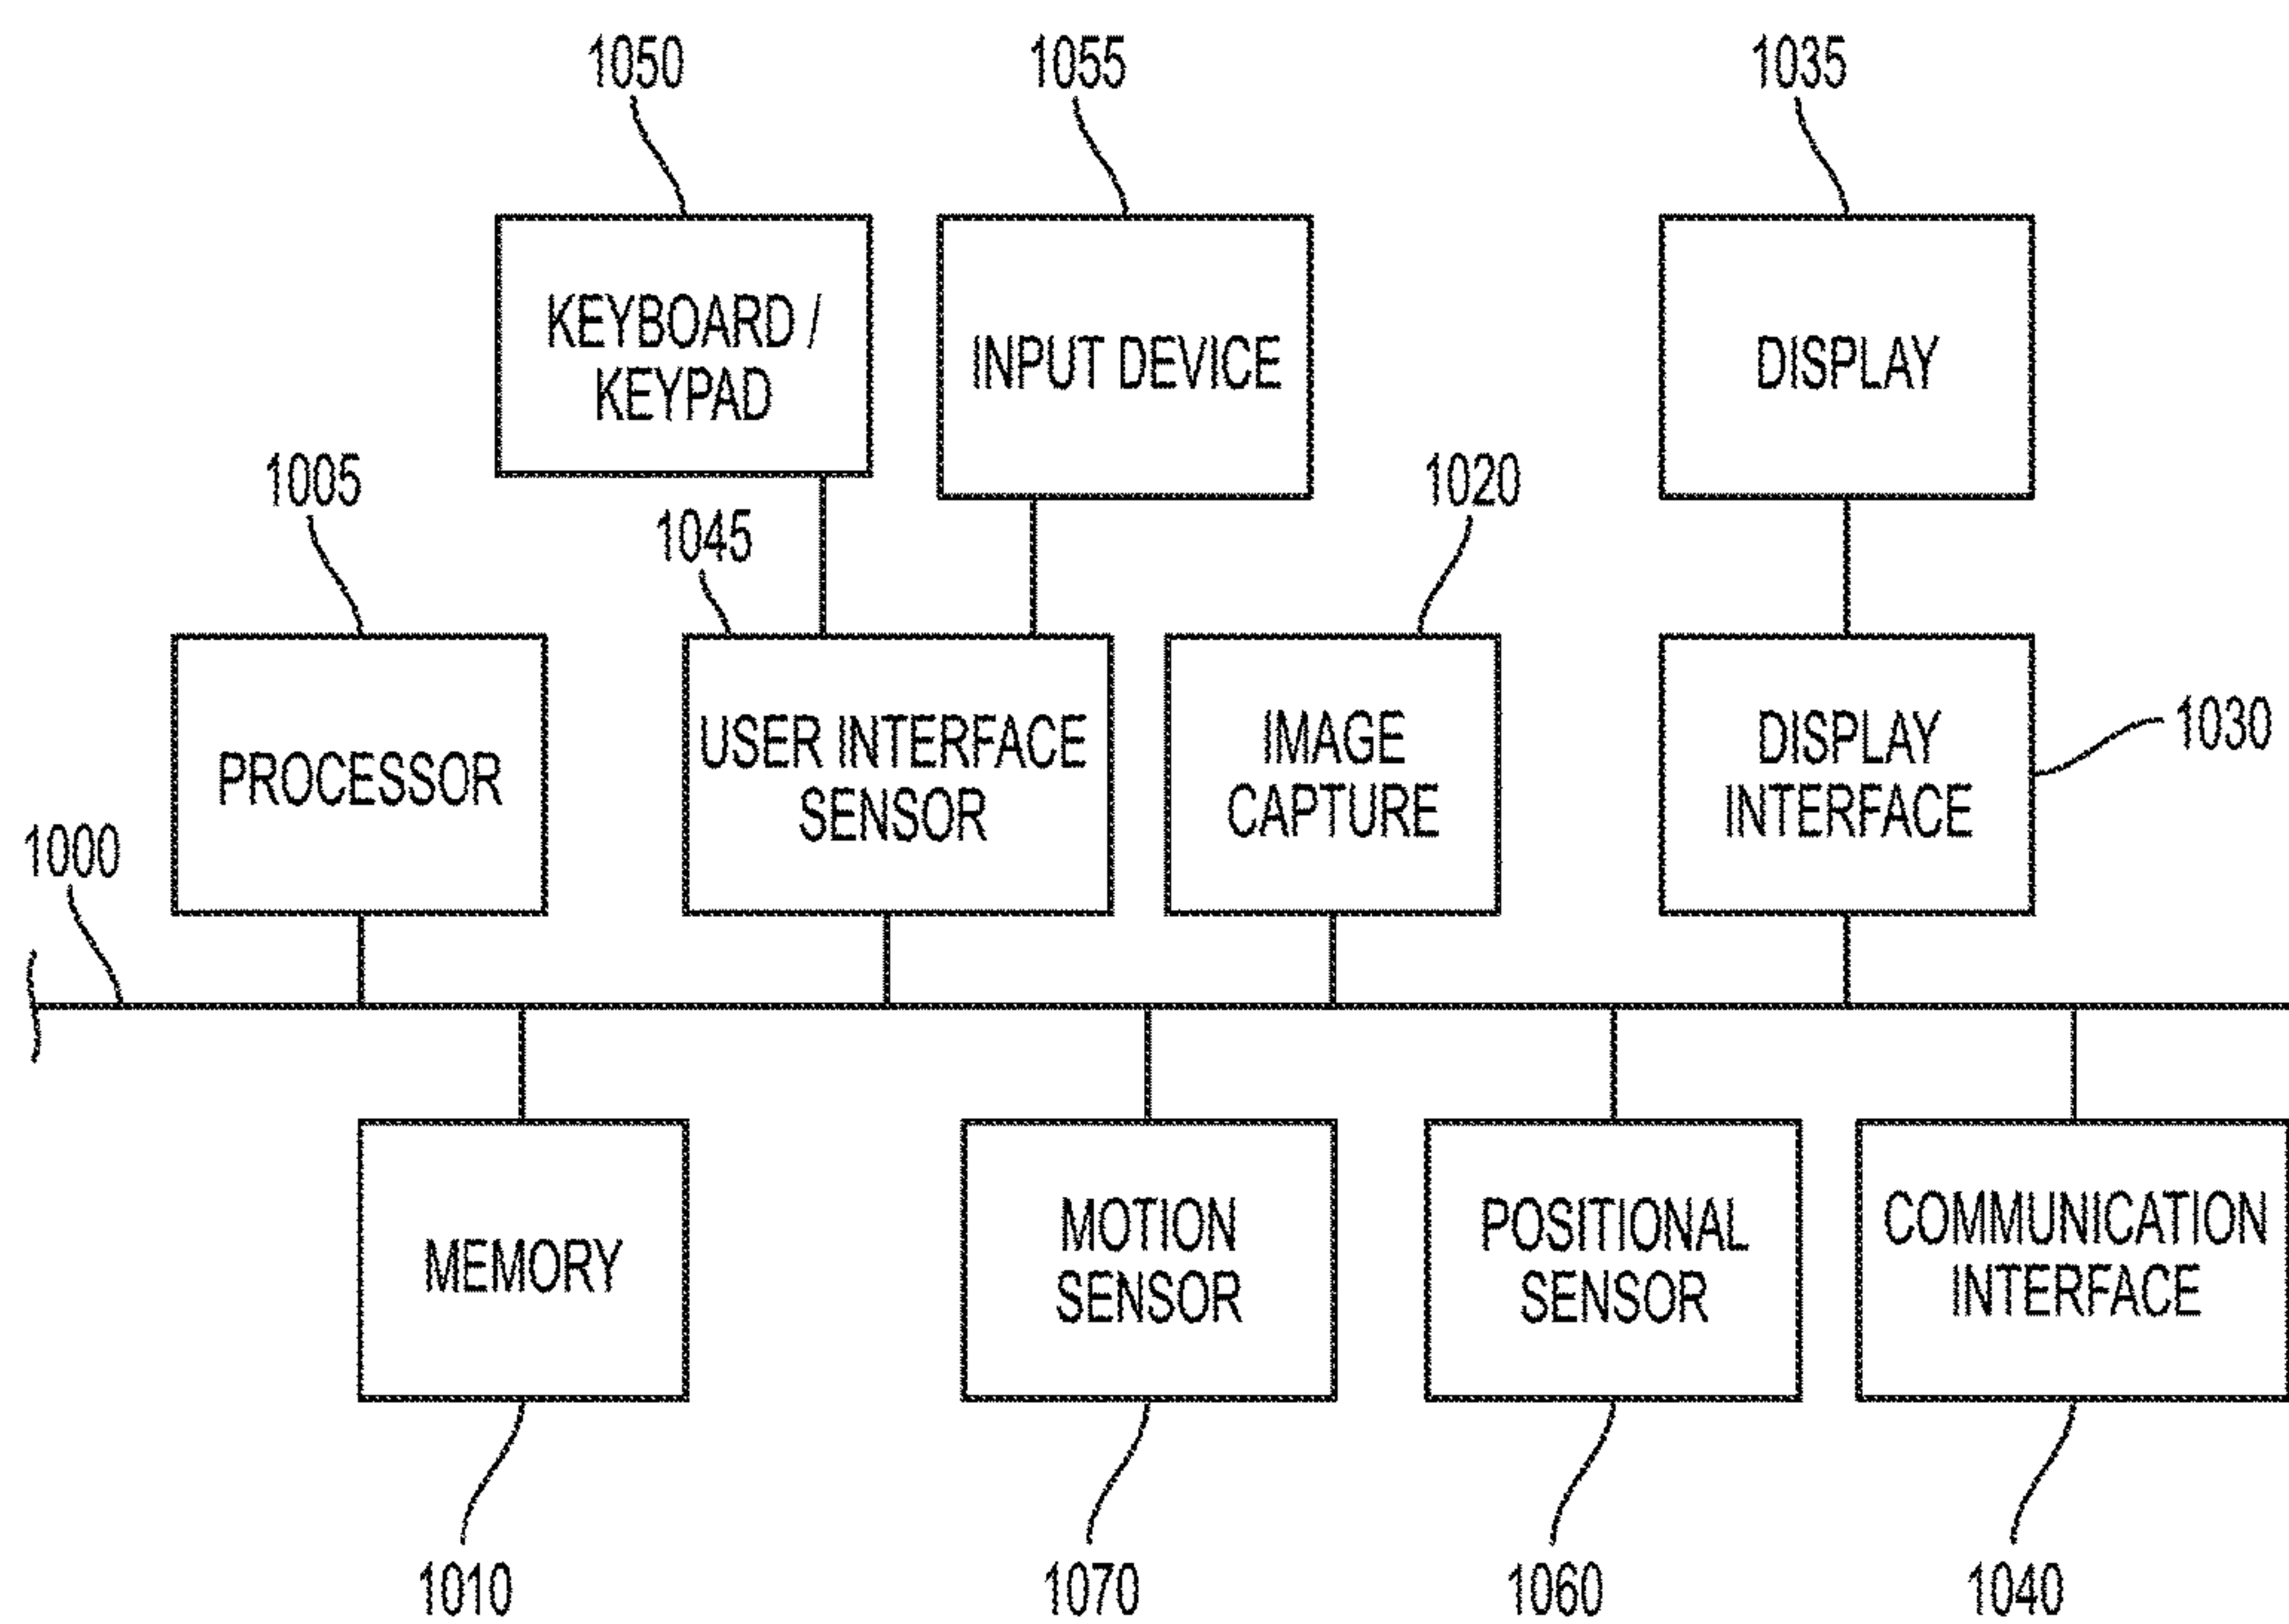 1050
1055
1035
KEYBOARD /
KEYPAD
INPUT DEVICE
DISPLAY
1005
1045
1020
PROCESSOR
USER INTERFACE
SENSOR
IMAGE
CAPTURE
DISPLAY
INTERFACE
1030
1000
MEMORY
MOTION
SENSOR
POSITIONAL
SENSOR
COMMUNICATION
INTERFACE
1010
1070
1060
1040